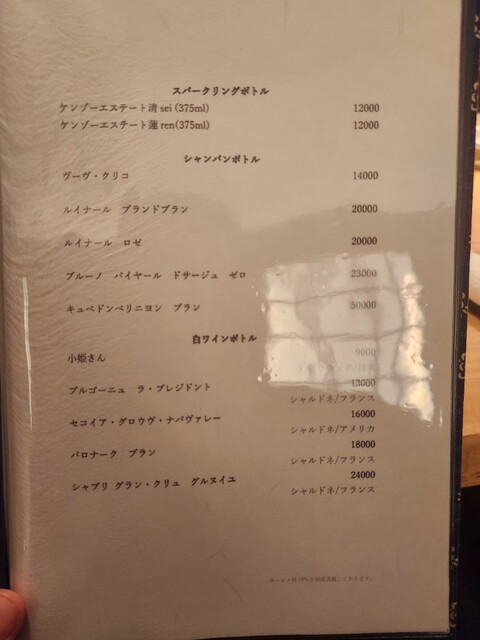 スパークリングボトル
ケンゾーエステート清 sei (375ml) 12000
ケンゾーエステート蓮 ren(375ml) 12000
シャンパンボトル
ヴーヴ・クリコ 14000
ルイナール ブランドブラン 20000
ルイナール ロゼ 20000
ブルーノ パイヤール ドサージュ ゼロ 23000
キュベドンペリニヨン ブラン 50000
白ワインボトル
小姫さん 9000
/日本
ブルゴーニュ ラ・プレジドント 13000
シャルドネ/フランス
セコイア・グロウヴ・ナパヴァレー 16000
シャルドネ/アメリカ
バロナーク ブラン 18000
シャルドネ/フランス
シャブリ グラン・クリュ グルヌイユ 24000
シャルドネ/フランス